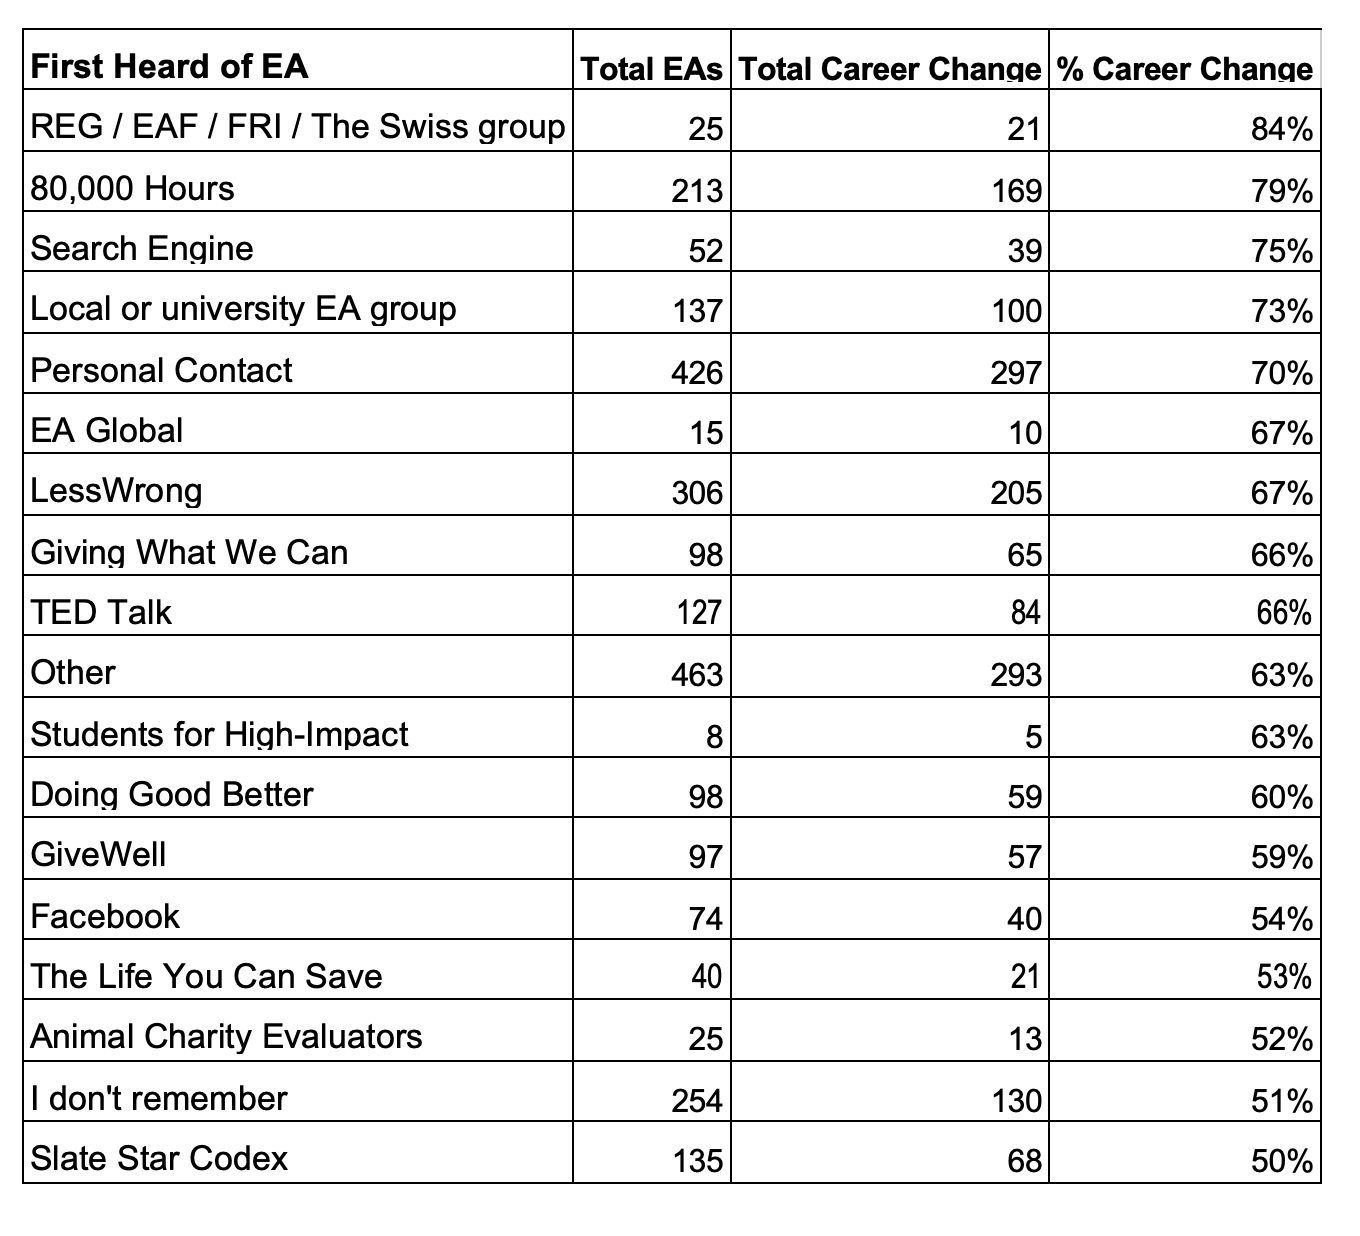 First Heard of EA Total EAs Total Career Change % Career Change
REG / EAF / FRI / The Swiss group 25 21 84%
80,000 Hours 213 169 79%
Search Engine 52 39 75%
Local or university EA group 137 100 73%
Personal Contact 426 297 70%
EA Global 15 10 67%
LessWrong 306 205 67%
Giving What We Can 98 65 66%
TED Talk 127 84 66%
Other 463 293 63%
Students for High-Impact 8 5 63%
Doing Good Better 98 59 60%
GiveWell 97 57 59%
Facebook 74 40 54%
The Life You Can Save 40 21 53%
Animal Charity Evaluators 25 13 52%
I don't remember 254 130 51%
Slate Star Codex 135 68 50%